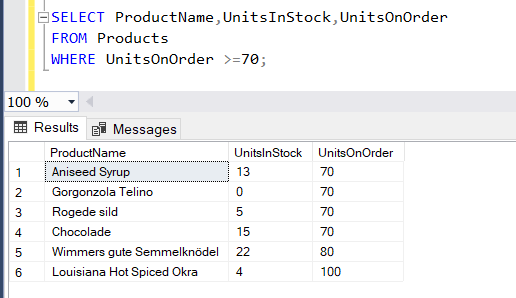 SELECT ProductName,UnitsInStock,UnitsOnOrder
FROM Products
WHERE UnitsOnOrder >=70;
100 %
Results Messages
ProductName UnitsInStock UnitsOnOrder
1 Aniseed Syrup 13 70
2 Gorgonzola Telino 0 70
3 Rogede sild 5 70
4 Chocolade 15 70
5 Wimmers gute Semmelknödel 22 80
6 Louisiana Hot Spiced Okra 4 100